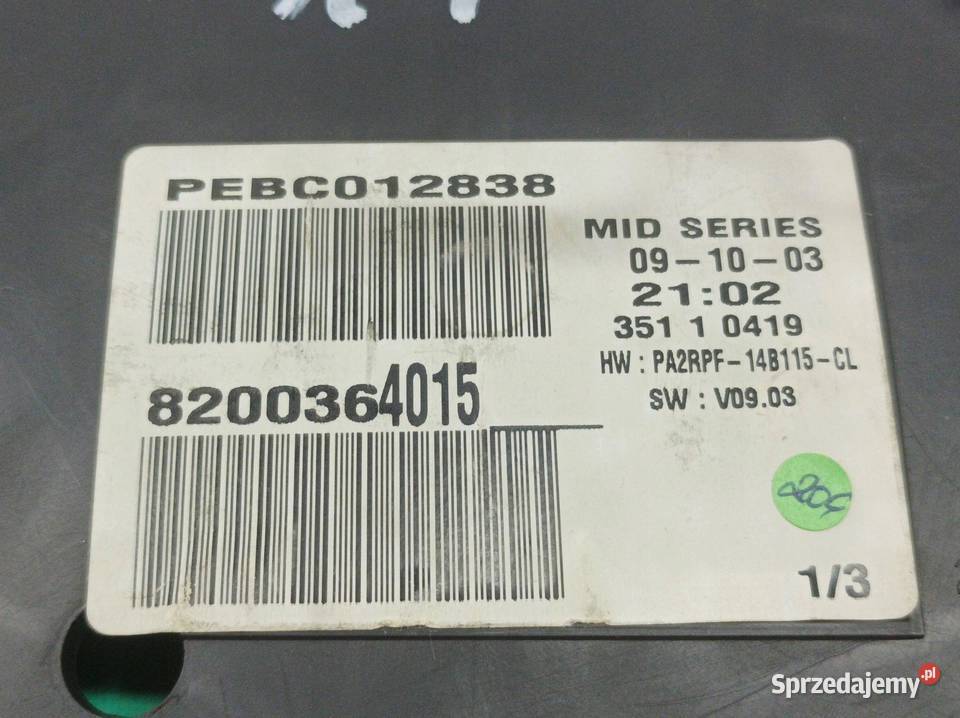 PEBC012838
MID SERIES
09-10-03
21:02
351 1 0419
HW : PA2RPF-14B115-CL
SW : V09.03
8200364015
1/3
Sprzedajemy.pl